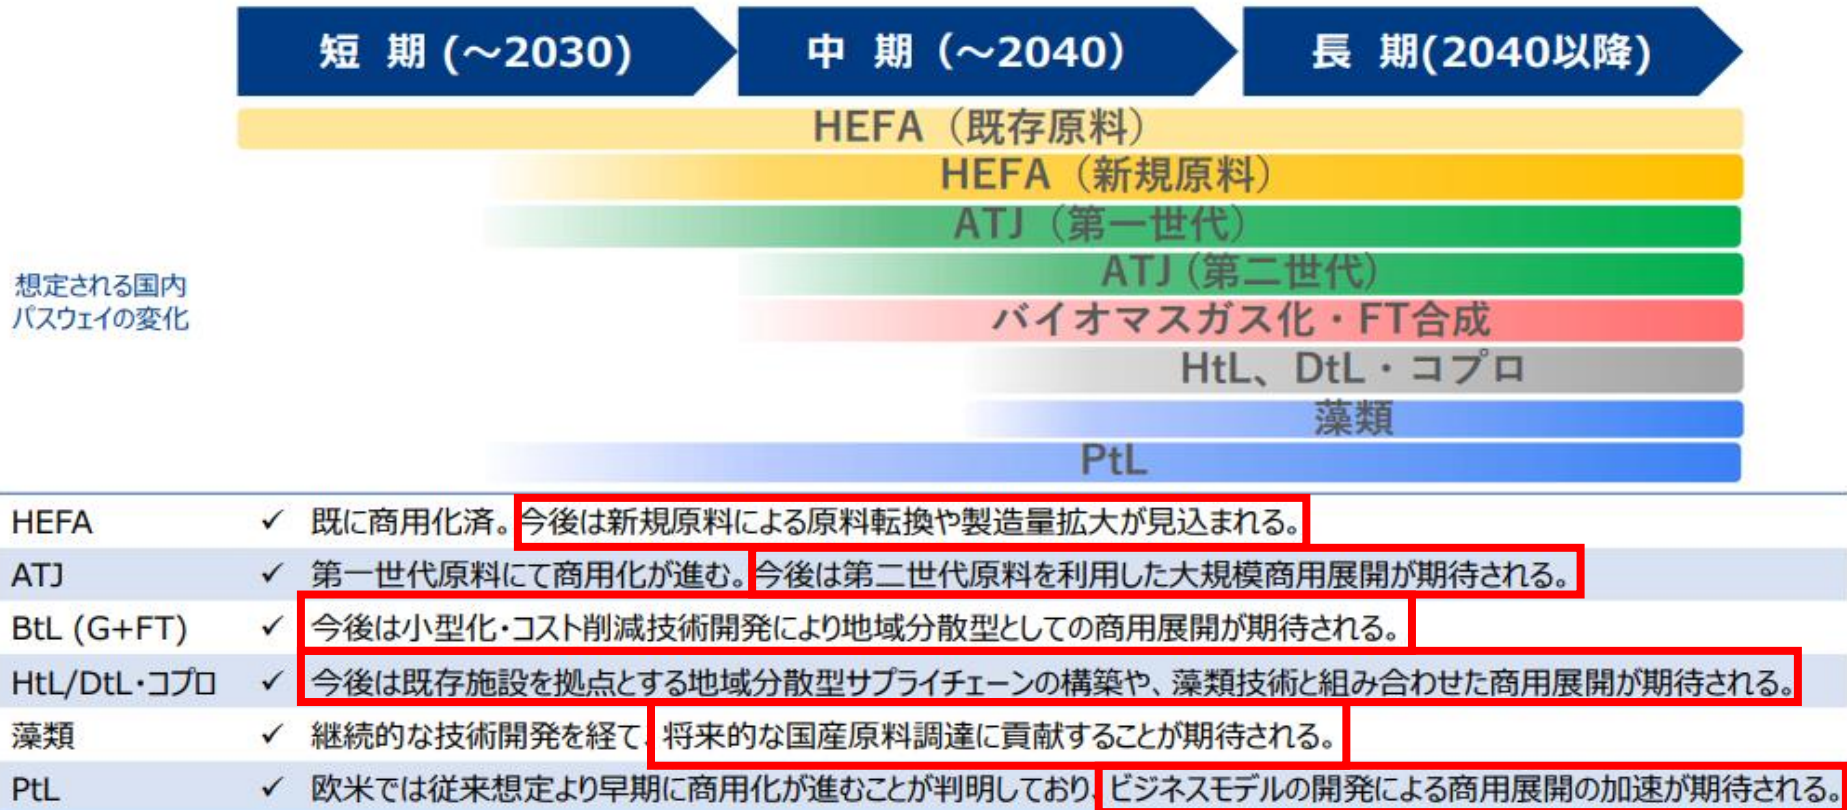 短 期 (～2030)
中 期 (～2040)
長 期(2040以降)
HEFA（既存原料）
HEFA（新規原料）
ATJ（第一世代）
ATJ（第二世代）
バイオマスガス化・FT合成
HtL、DtL・コプロ
藻類
PtL
想定される国内
パスウェイの変化
HEFA ✓ 既に商用化済。今後は新規原料による原料転換や製造量拡大が見込まれる。
ATJ ✓ 第一世代原料にて商用化が進む。今後は第二世代原料を利用した大規模商用展開が期待される。
BtL (G+FT) ✓ 今後は小型化・コスト削減技術開発により地域分散型としての商用展開が期待される。
HtL/DtL・コプロ ✓ 今後は既存施設を拠点とする地域分散型サプライチェーンの構築や、藻類技術と組み合わせた商用展開が期待される。
藻類 ✓ 継続的な技術開発を経て、将来的な国産原料調達に貢献することが期待される。
PtL ✓ 欧米では従来想定より早期に商用化が進むことが判明しており、ビジネスモデルの開発による商用展開の加速が期待される。